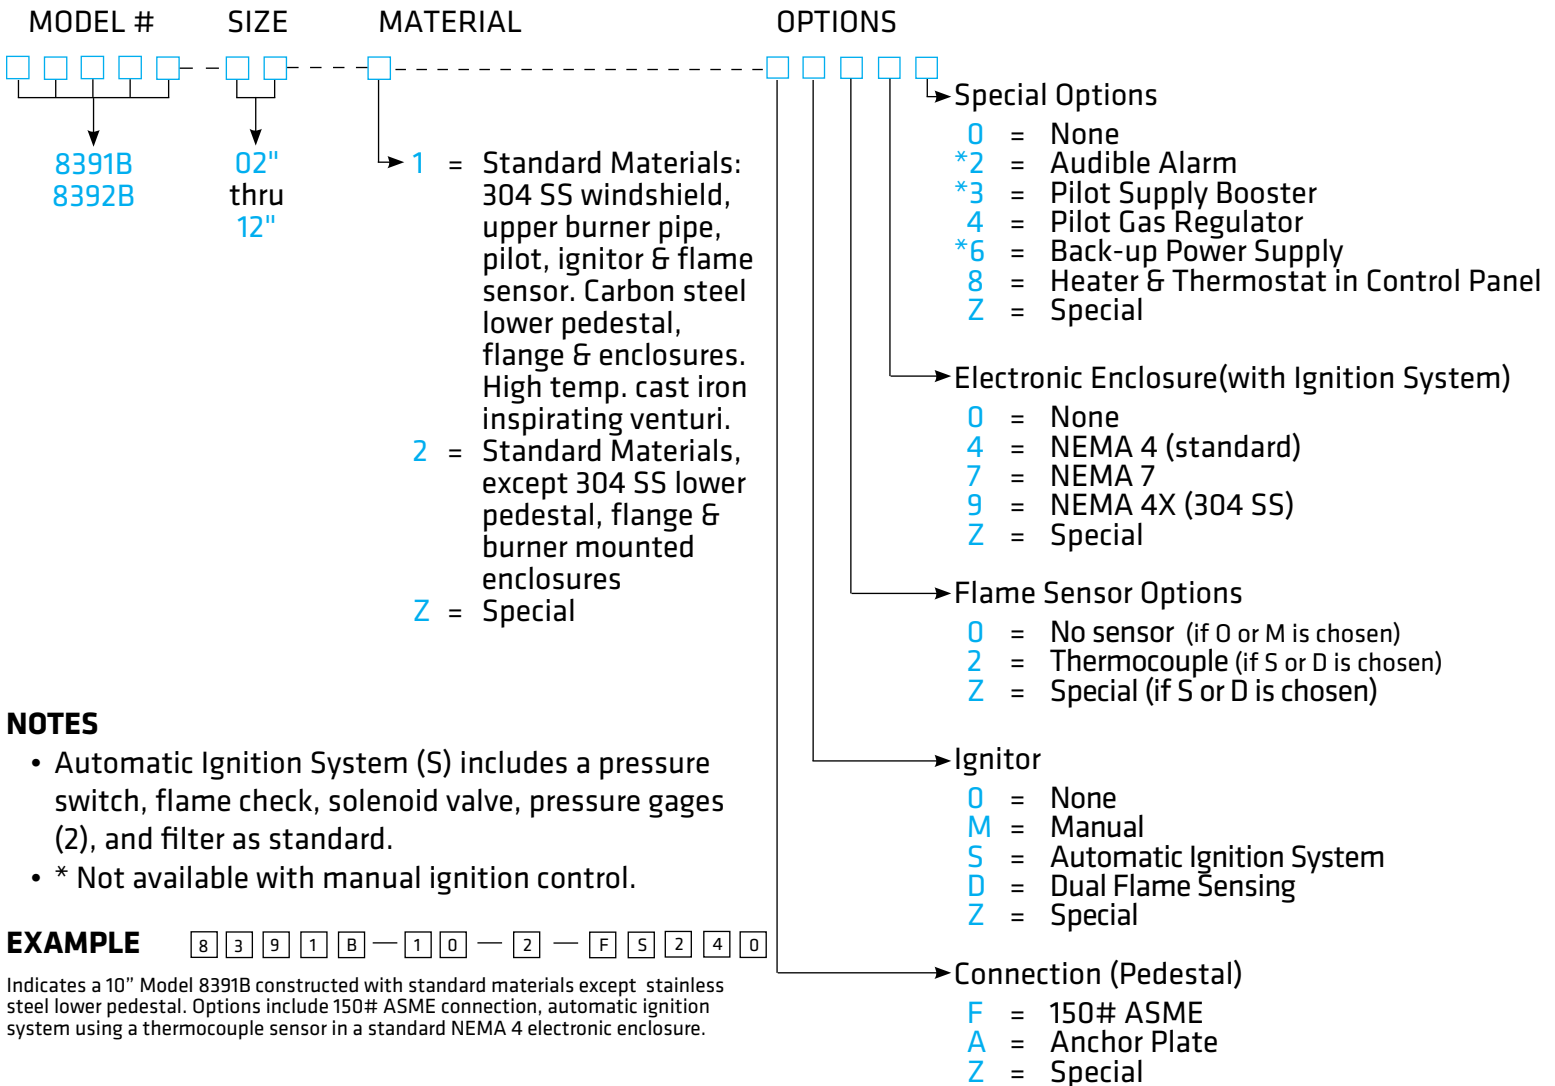 MODEL # SIZE MATERIAL OPTIONS
8391B
8392B
02"
thru
12"
1 = Standard Materials:
304 SS windshield,
upper burner pipe,
pilot, ignitor & flame
sensor. Carbon steel
lower pedestal,
flange & enclosures.
High temp. cast iron
inspirating venturi.
2 = Standard Materials,
except 304 SS lower
pedestal, flange &
burner mounted
enclosures
Z = Special
Special Options
0 = None
*2 = Audible Alarm
*3 = Pilot Supply Booster
4 = Pilot Gas Regulator
*6 = Back-up Power Supply
8 = Heater & Thermostat in Control Panel
Z = Special
Electronic Enclosure(with Ignition System)
0 = None
4 = NEMA 4 (standard)
7 = NEMA 7
9 = NEMA 4X (304 SS)
Z = Special
Flame Sensor Options
0 = No sensor (if O or M is chosen)
2 = Thermocouple (if S or D is chosen)
Z = Special (if S or D is chosen)
Ignitor
0 = None
M = Manual
S = Automatic Ignition System
D = Dual Flame Sensing
Z = Special
Connection (Pedestal)
F = 150# ASME
A = Anchor Plate
Z = Special
NOTES
• Automatic Ignition System (S) includes a pressure
switch, flame check, solenoid valve, pressure gages
(2), and filter as standard.
• * Not available with manual ignition control.
EXAMPLE 8 3 9 1 B — 1 0 — 2 — F S 2 4 0
Indicates a 10” Model 8391B constructed with standard materials except stainless
steel lower pedestal. Options include 150# ASME connection, automatic ignition
system using a thermocouple sensor in a standard NEMA 4 electronic enclosure.